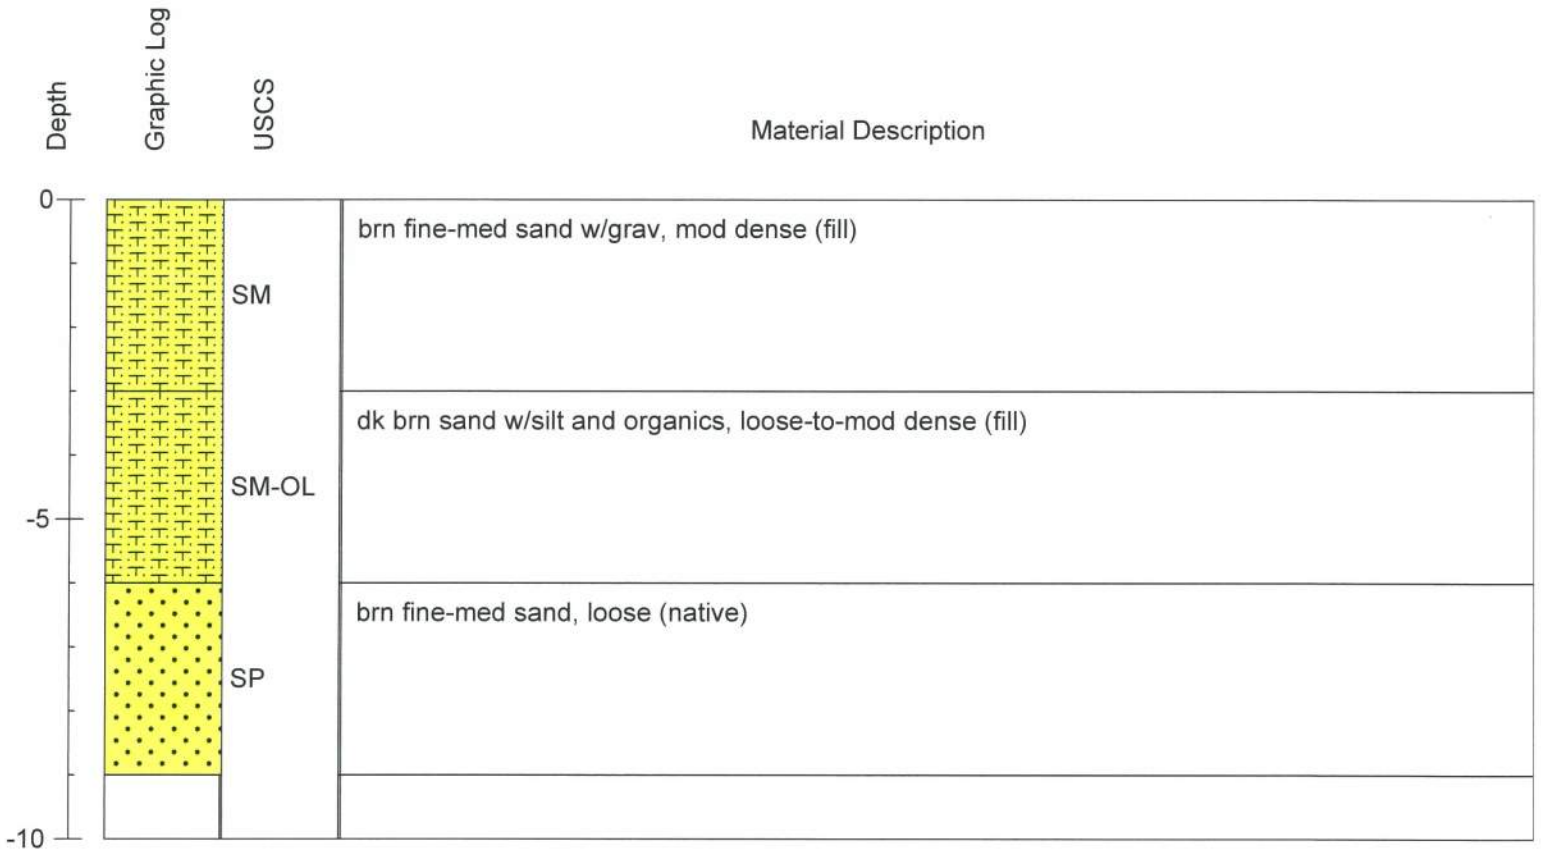 Depth
Graphic Log
USCS
Material Description
0
brn fine-med sand w/grav, mod dense (fill)
SM
dk brn sand w/silt and organics, loose-to-mod dense (fill)
SM-OL
-5
brn fine-med sand, loose (native)
SP
-10